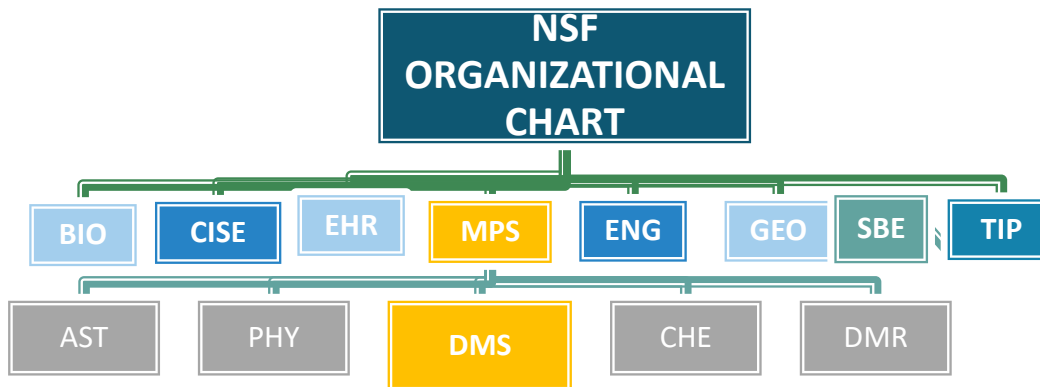 NSF
ORGANIZATIONAL
CHART
BIO
CISE
EHR
MPS
ENG
GEO
SBE
TIP
AST
PHY
DMS
CHE
DMR